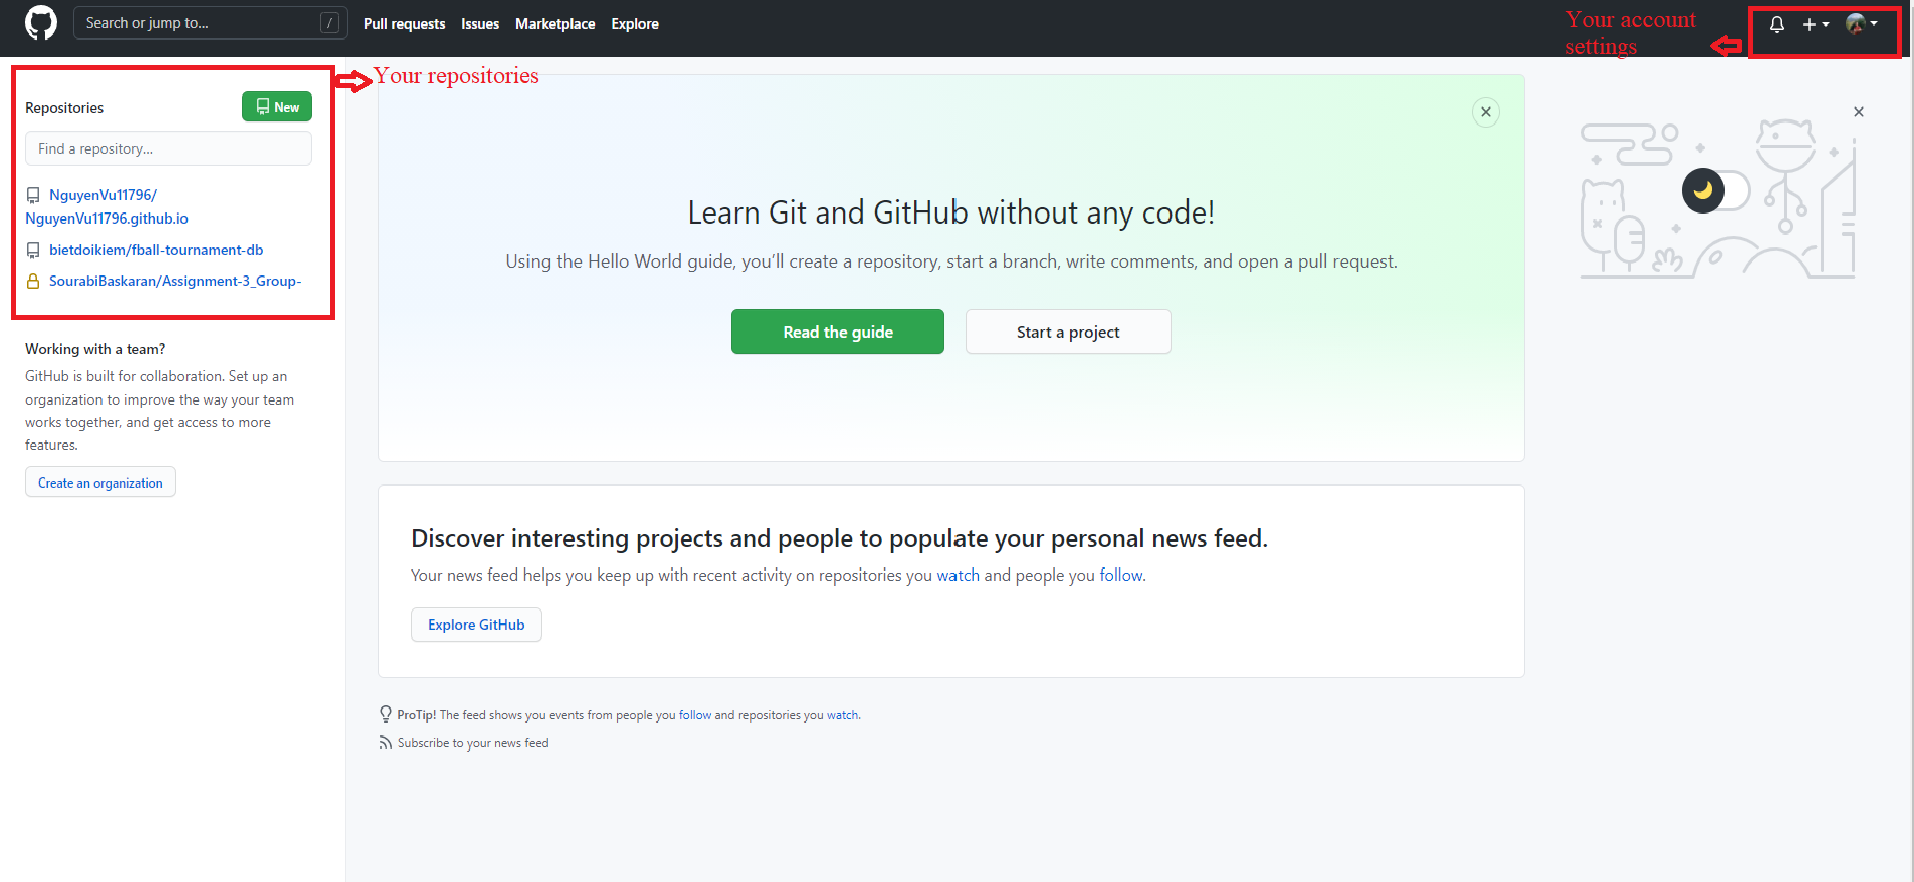 Search or jump to...
/
Pull requests
Issues
Marketplace
Explore
Your account
settings
Your repositories
Repositories
New
Find a repository...
NguyenVu11796/
NguyenVu11796.github.io
bietdoikiem/fball-tournament-db
SourabiBaskaran/Assignment-3_Group-
Working with a team?
GitHub is built for collaboration. Set up an
organization to improve the way your team
works together, and get access to more
features.
Create an organization
Learn Git and GitHub without any code!
Using the Hello World guide, you’ll create a repository, start a branch, write comments, and open a pull request.
Read the guide
Start a project
Discover interesting projects and people to populate your personal news feed.
Your news feed helps you keep up with recent activity on repositories you watch and people you follow.
Explore GitHub
ProTip! The feed shows you events from people you follow and repositories you watch.
Subscribe to your news feed